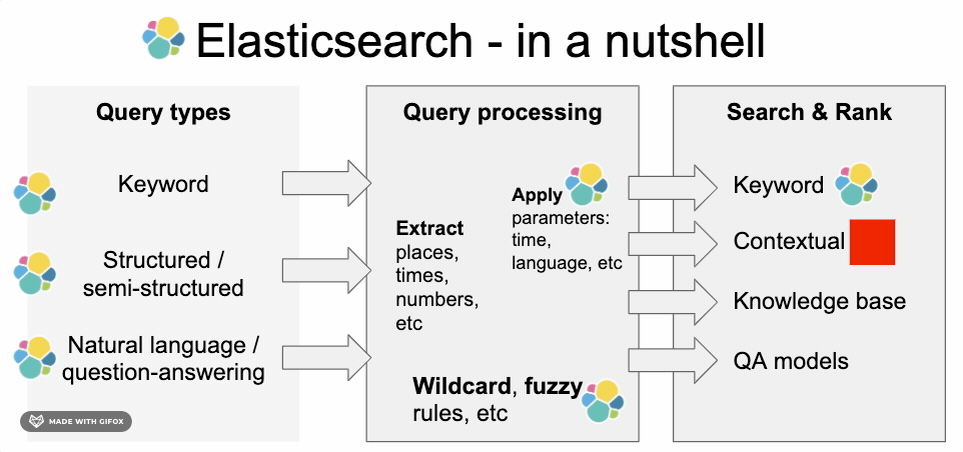 Elasticsearch - in a nutshell
Query types
Keyword
Structured /
semi-structured
Natural language /
question-answering
MADE WITH GIFOX
Query processing
Extract
places,
times,
numbers,
etc
Apply
parameters:
time,
language, etc
Wildcard, fuzzy
rules, etc
Search & Rank
Keyword
Contextual
Knowledge base
QA models